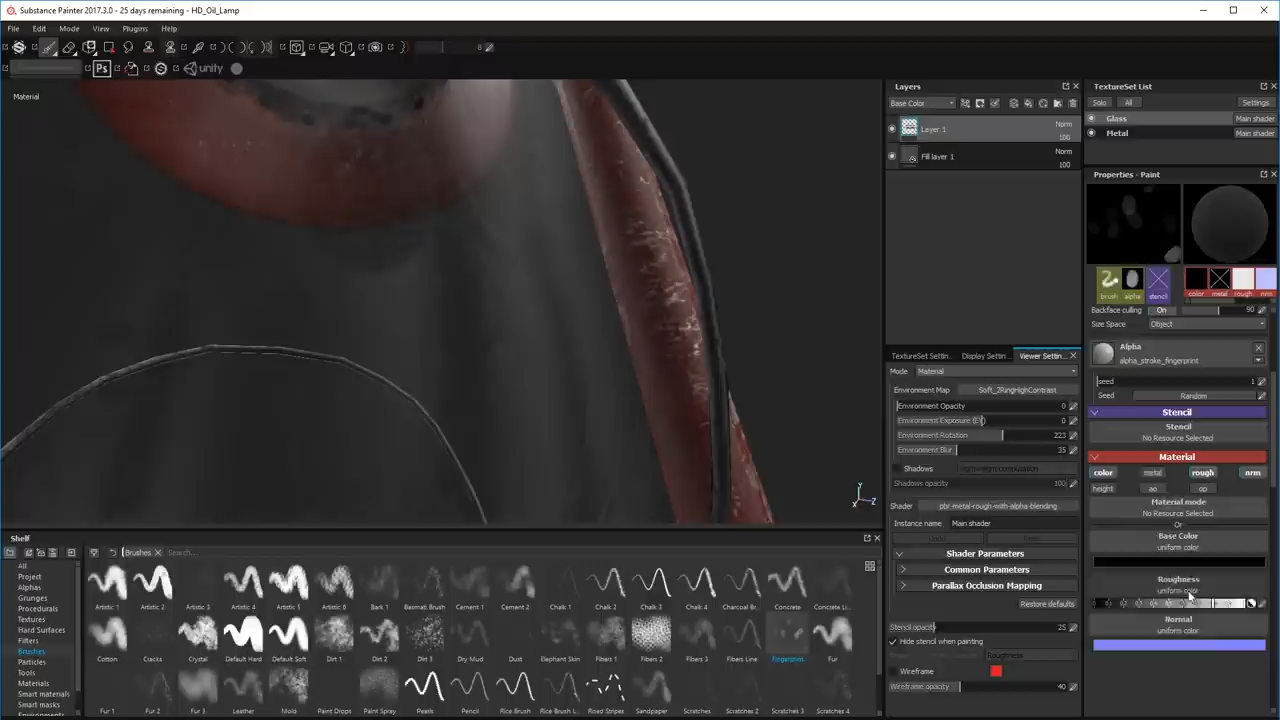 Substance Painter 2017.3.0 - 25 days remaining - HD_Oil_Lamp
File Edit Mode View Plugins Help
8
Ps unity
Material
Layers
Base Color
Layer 1 Norm 100
Fill layer 1 Norm 100
TextureSet List
Solo All Settings
Glass Main shader
Metal Main shader
Properties - Paint
brush alpha stencil color metal rough nrm
Backface culling On 90
Size Space Object
Alpha
alpha_stroke_fingerprint
seed 1
Seed Random
Stencil
Stencil
No Resource Selected
Material
color metal rough nrm
height ao op
Material mode
No Resource Selected
Or
Base Color
uniform color
Roughness
uniform color
Normal
uniform color
TextureSet Settin... Display Settin... Viewer Settin...
Mode Material
Environment Map Soft_2RingHighContrast
Environment Opacity 0
Environment Exposure (EV) 0
Environment Rotation 223
Environment Blur 35
Shadows
Shadows opacity 100
Shader pbr-metal-rough-with-alpha-blending
Instance name Main shader
Shader Parameters
Common Parameters
Parallax Occlusion Mapping
Restore defaults
Stencil opacity 25
Hide stencil when painting
Roughness
Wireframe
Wireframe opacity 40
Y
X Z
Shelf
Brushes Search...
All
Project
Alphas
Grunges
Procedurals
Textures
Hard Surfaces
Filters
Brushes
Particles
Tools
Materials
Smart materials
Smart masks
Environments
Artistic 1 Artistic 2 Artistic 3 Artistic 4 Artistic 5 Artistic 6 Bark 1 Basmati Brush Cement 1 Cement 2 Chalk 1 Chalk 2 Chalk 3 Chalk 4 Charcoal Br... Concrete Concrete Li...
Cotton Cracks Crystal Default Hard Default Soft Dirt 1 Dirt 2 Dirt 3 Dry Mud Dust Elephant Skin Fibers 1 Fibers 2 Fibers 3 Fibers Line Fingerprint Fur
Fur 1 Fur 2 Fur 3 Leather Mold Paint Drops Paint Spray Pearls Pencil Rice Brush Rice Brush L... Road Stripes Sandpaper Scratches 1 Scratches 2 Scratches 3 Scratches 4